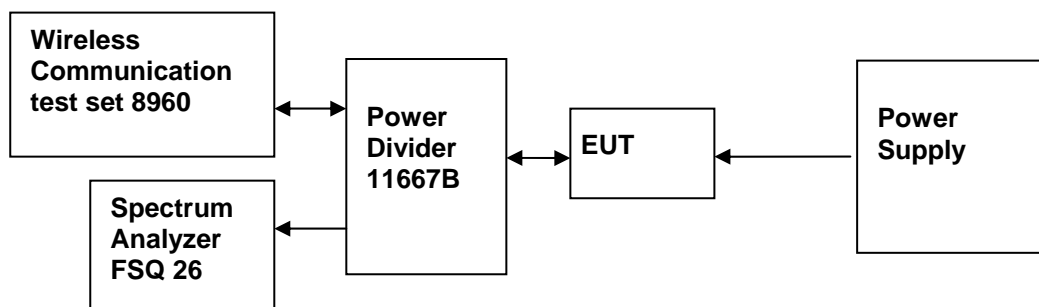 Wireless
Communication
test set 8960
Spectrum
Analyzer
FSQ 26
Power
Divider
11667B
EUT
Power
Supply